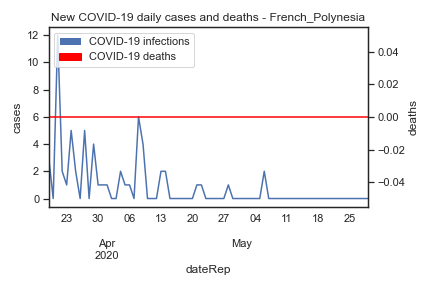 New COVID-19 daily cases and deaths - French_Polynesia
COVID-19 infections
COVID-19 deaths
12
10
8
6
4
2
0
cases
0.04
0.02
0.00
−0.02
−0.04
deaths
23 30 06 13 20 27 04 11 18 25
Apr May
2020
dateRep